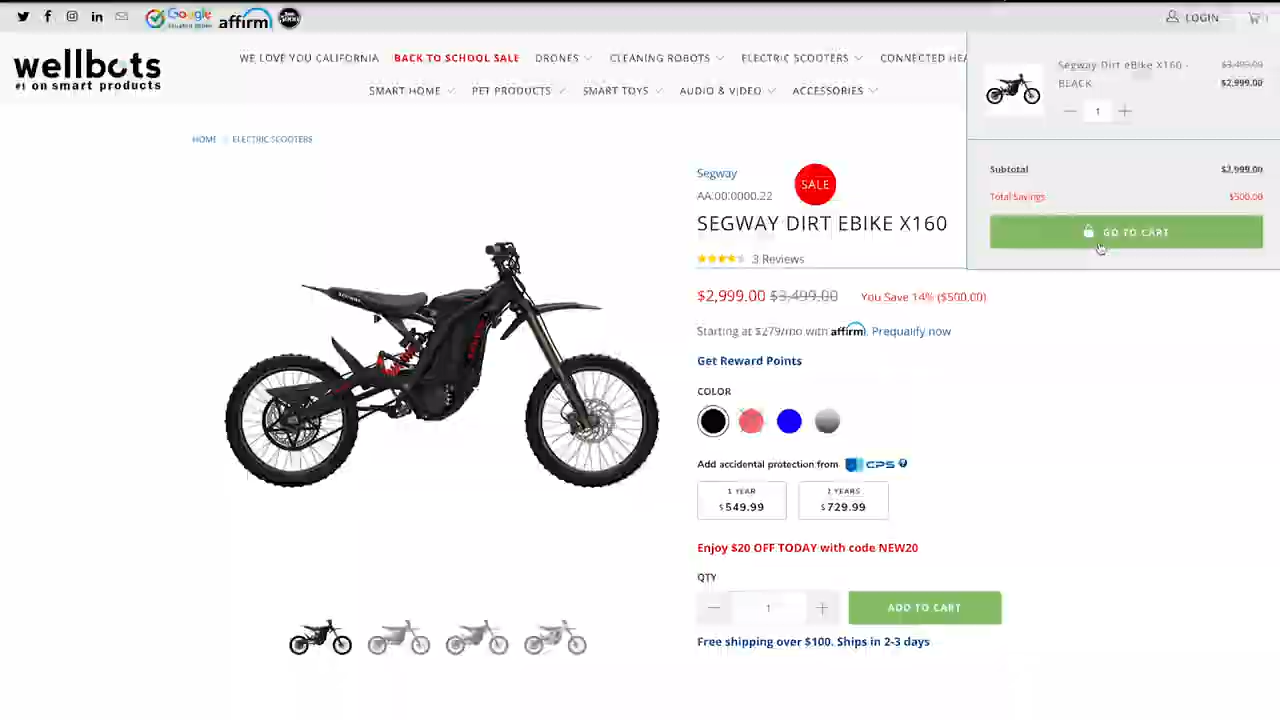 Google
affirm
LOGIN
wellbots
#1 on smart products
WE LOVE YOU CALIFORNIA
BACK TO SCHOOL SALE
DRONES
CLEANING ROBOTS
ELECTRIC SCOOTERS
CONNECTED HEA
SMART HOME
PET PRODUCTS
SMART TOYS
AUDIO & VIDEO
ACCESSORIES
Segway Dirt eBike X160 -
BLACK
$3,499.00
$2,999.00
1
Subtotal
$2,999.00
Total Savings
$500.00
GO TO CART
HOME
ELECTRIC SCOOTERS
Segway
AA.00.0000.22
SALE
SEGWAY DIRT EBIKE X160
3 Reviews
$2,999.00 $3,499.00 You Save 14% ($500.00)
Starting at $279/mo with affirm. Prequalify now
Get Reward Points
COLOR
Add accidental protection from CPS
1 YEAR
$549.99
2 YEARS
$729.99
Enjoy $20 OFF TODAY with code NEW20
QTY
1
ADD TO CART
Free shipping over $100. Ships in 2-3 days